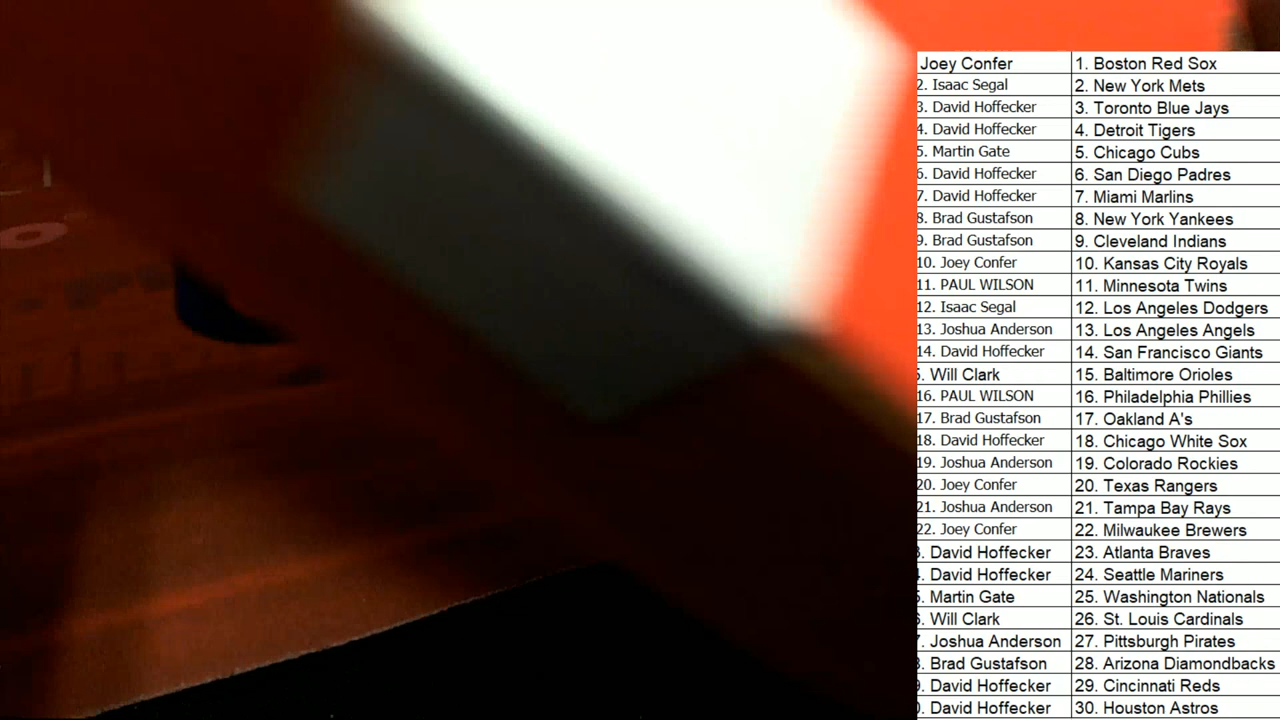 Joey Confer 1. Boston Red Sox
2. Isaac Segal 2. New York Mets
3. David Hoffecker 3. Toronto Blue Jays
4. David Hoffecker 4. Detroit Tigers
5. Martin Gate 5. Chicago Cubs
6. David Hoffecker 6. San Diego Padres
7. David Hoffecker 7. Miami Marlins
8. Brad Gustafson 8. New York Yankees
9. Brad Gustafson 9. Cleveland Indians
10. Joey Confer 10. Kansas City Royals
11. PAUL WILSON 11. Minnesota Twins
12. Isaac Segal 12. Los Angeles Dodgers
13. Joshua Anderson 13. Los Angeles Angels
14. David Hoffecker 14. San Francisco Giants
. Will Clark 15. Baltimore Orioles
16. PAUL WILSON 16. Philadelphia Phillies
17. Brad Gustafson 17. Oakland A's
18. David Hoffecker 18. Chicago White Sox
19. Joshua Anderson 19. Colorado Rockies
20. Joey Confer 20. Texas Rangers
21. Joshua Anderson 21. Tampa Bay Rays
22. Joey Confer 22. Milwaukee Brewers
. David Hoffecker 23. Atlanta Braves
. David Hoffecker 24. Seattle Mariners
. Martin Gate 25. Washington Nationals
. Will Clark 26. St. Louis Cardinals
. Joshua Anderson 27. Pittsburgh Pirates
. Brad Gustafson 28. Arizona Diamondbacks
. David Hoffecker 29. Cincinnati Reds
. David Hoffecker 30. Houston Astros